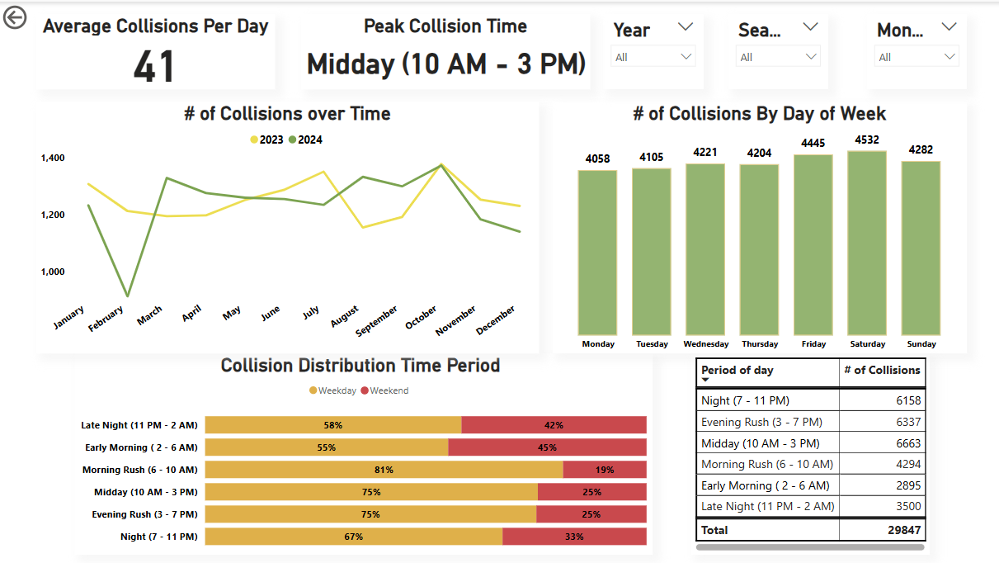 Average Collisions Per Day
41
Peak Collision Time
Midday (10 AM - 3 PM)
Year
All
Sea...
All
Mon...
All
# of Collisions over Time
2023 2024
1,400
1,200
1,000
January February March April May June July August September October November December
# of Collisions By Day of Week
4058 4105 4221 4204 4445 4532 4282
Monday Tuesday Wednesday Thursday Friday Saturday Sunday
Collision Distribution Time Period
Weekday Weekend
Late Night (11 PM - 2 AM) 58% 42%
Early Morning ( 2 - 6 AM) 55% 45%
Morning Rush (6 - 10 AM) 81% 19%
Midday (10 AM - 3 PM) 75% 25%
Evening Rush (3 - 7 PM) 75% 25%
Night (7 - 11 PM) 67% 33%
Period of day # of Collisions
Night (7 - 11 PM) 6158
Evening Rush (3 - 7 PM) 6337
Midday (10 AM - 3 PM) 6663
Morning Rush (6 - 10 AM) 4294
Early Morning ( 2 - 6 AM) 2895
Late Night (11 PM - 2 AM) 3500
Total 29847